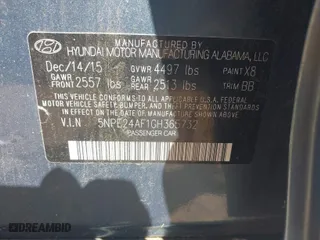 MANUFACTURED BY
HYUNDAI MOTOR MANUFACTURING ALABAMA, LLC
Dec/14/15 GVWR 4497 lbs PAINT X8
GAWR FRONT 2557 lbs GAWR REAR 2513 lbs TRIM BB
THIS VEHICLE CONFORMS TO ALL APPLICABLE U.S. FEDERAL
MOTOR VEHICLE SAFETY, BUMPER, AND THEFT PREVENTION STANDARDS
IN EFFECT ON THE DATE OF MANUFACTURE SHOWN ABOVE.
V.I.N 5NPE24AF1GH365732
PASSENGER CAR